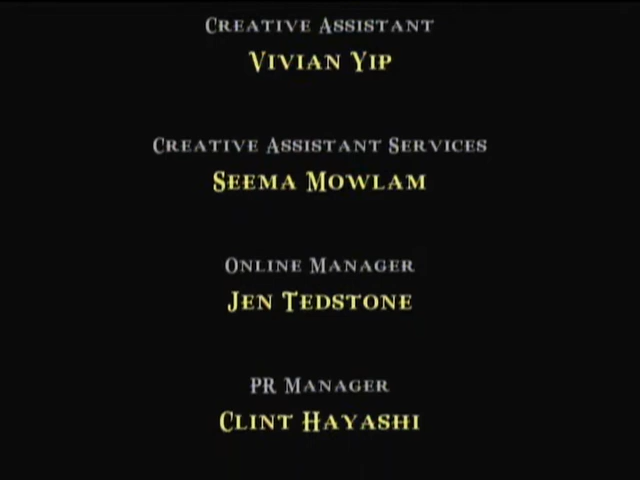 Creative Assistant
Vivian Yip
Creative Assistant Services
Seema Mowlam
Online Manager
Jen Tedstone
PR Manager
Clint Hayashi